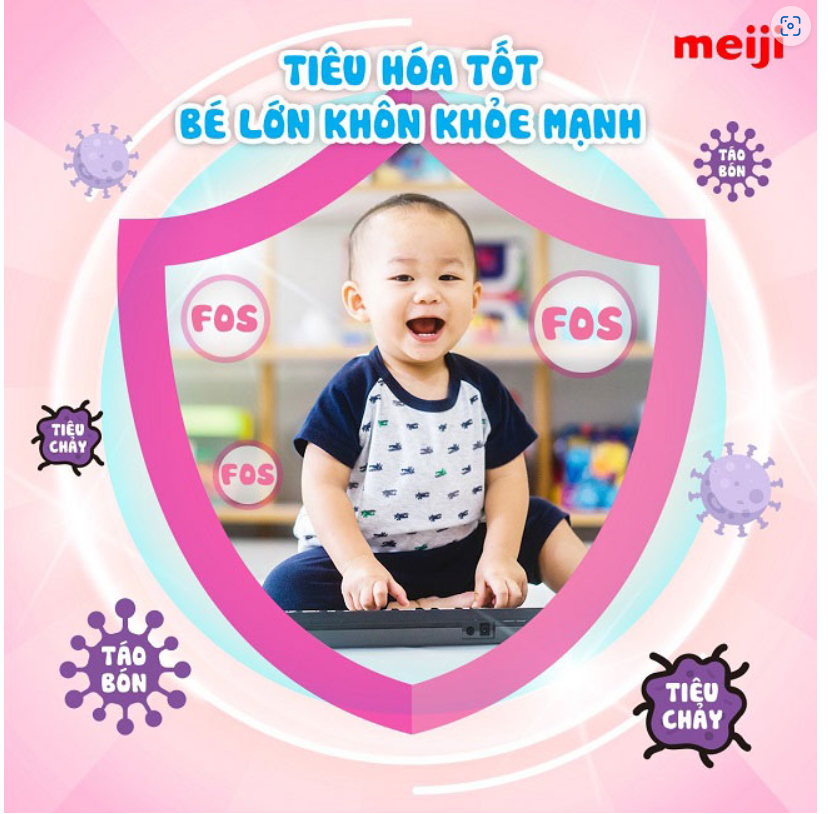 meiji
TIÊU HÓA TỐT
BÉ LỚN KHÔN KHỎE MẠNH
TÁO
BÓN
FOS
FOS
TIÊU
CHẢY
FOS
TÁO
BÓN
TIÊU
CHẢY